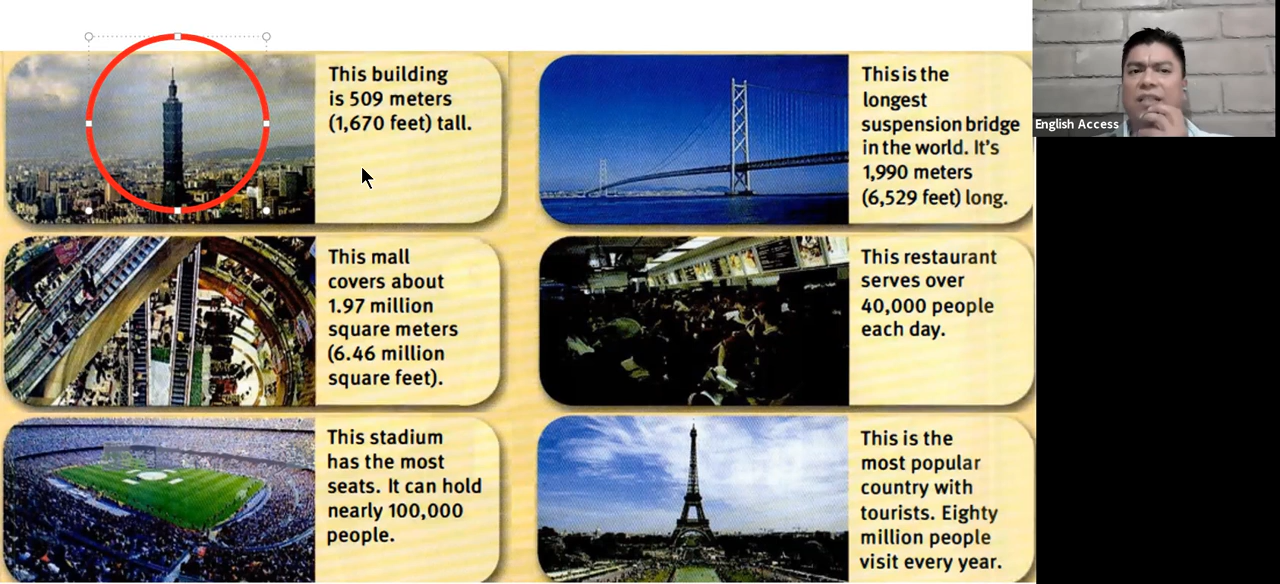 This building
is 509 meters
(1,670 feet) tall.
This is the
longest
suspension bridge
in the world. It's
1,990 meters
(6,529 feet) long.
English Access
This mall
covers about
1.97 million
square meters
(6.46 million
square feet).
This restaurant
serves over
40,000 people
each day.
This stadium
has the most
seats. It can hold
nearly 100,000
people.
This is the
most popular
country with
tourists. Eighty
million people
visit every year.